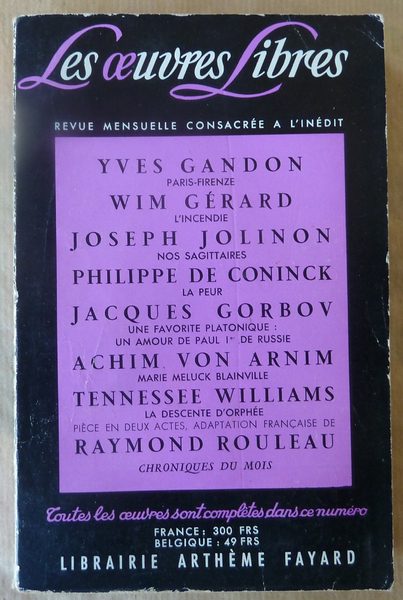 Les œuvres Libres
REVUE MENSUELLE CONSACRÉE A L'INÉDIT
YVES GANDON
PARIS-FIRENZE
WIM GÉRARD
L'INCENDIE
JOSEPH JOLINON
NOS SAGITTAIRES
PHILIPPE DE CONINCK
LA PEUR
JACQUES GORBOV
UNE FAVORITE PLATONIQUE :
UN AMOUR DE PAUL Ier DE RUSSIE
ACHIM VON ARNIM
MARIE MELUCK BLAINVILLE
TENNESSEE WILLIAMS
LA DESCENTE D'ORPHÉE
PIÈCE EN DEUX ACTES, ADAPTATION FRANÇAISE DE
RAYMOND ROULEAU
CHRONIQUES DU MOIS
Toutes les œuvres sont complètes dans ce numéro
FRANCE : 300 FRS
BELGIQUE : 49 FRS
LIBRAIRIE ARTHÈME FAYARD